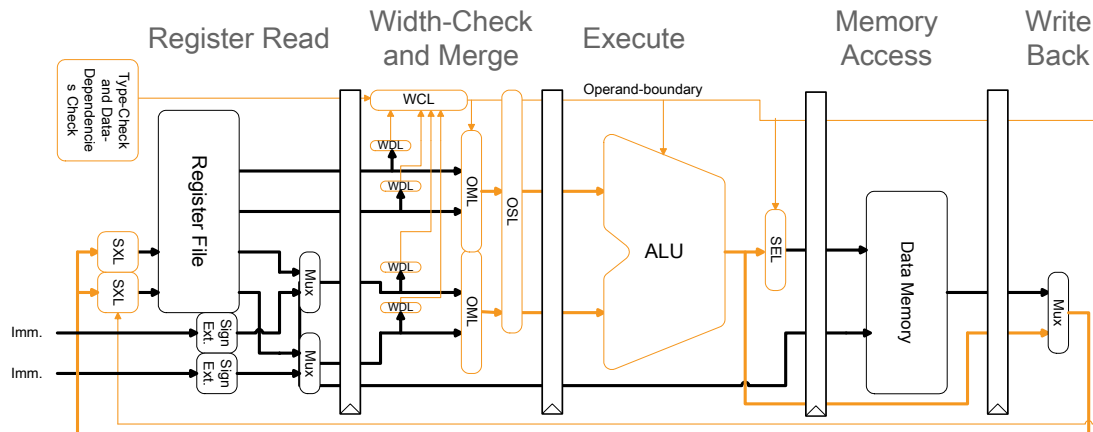 Register Read
Width-Check
and Merge
Execute
Memory
Access
Write
Back
Type-Check
and Data-
Dependencie
s Check
Register File
WCL
Operand-boundary
WDL
WDL
WDL
WDL
OML
OML
OSL
ALU
SEL
Data Memory
Mux
SXL
SXL
Mux
Mux
Imm.
Sign
Ext.
Imm.
Sign
Ext.